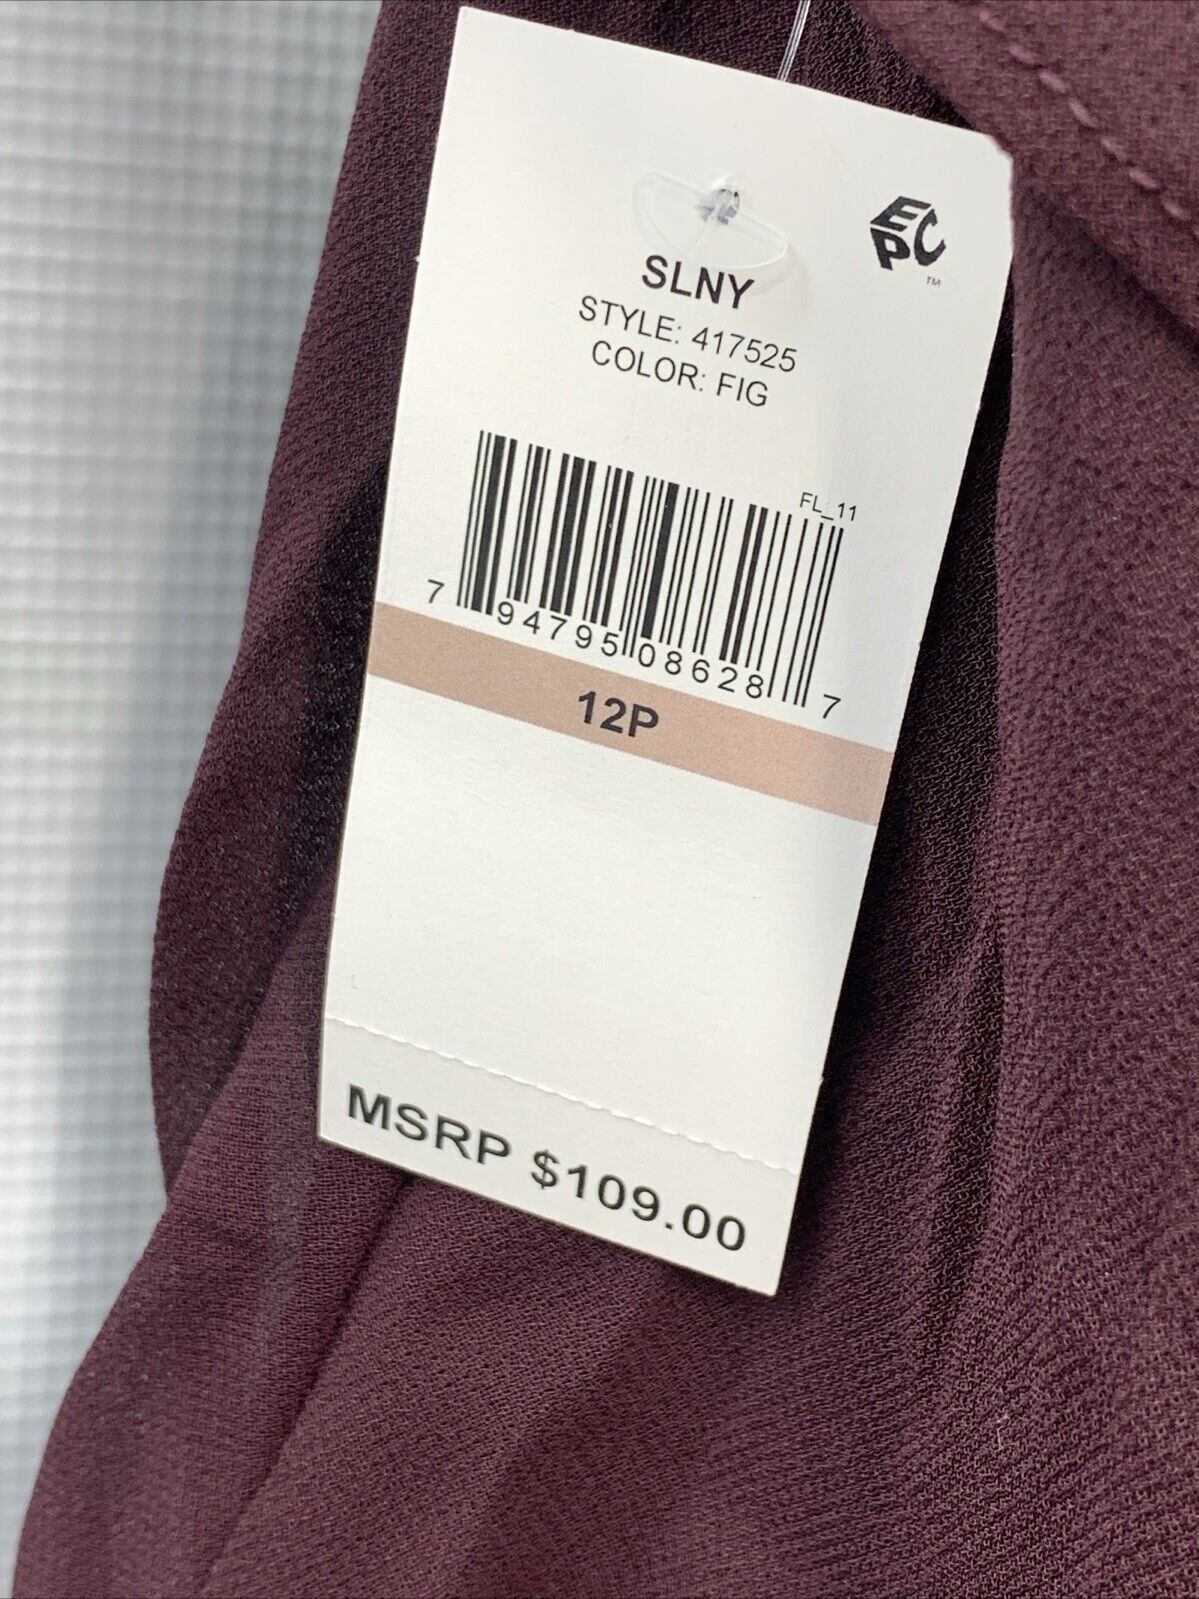 EPC
™
SLNY
STYLE: 417525
COLOR: FIG
FL_11
7 94795 08628 7
12P
MSRP $109.00